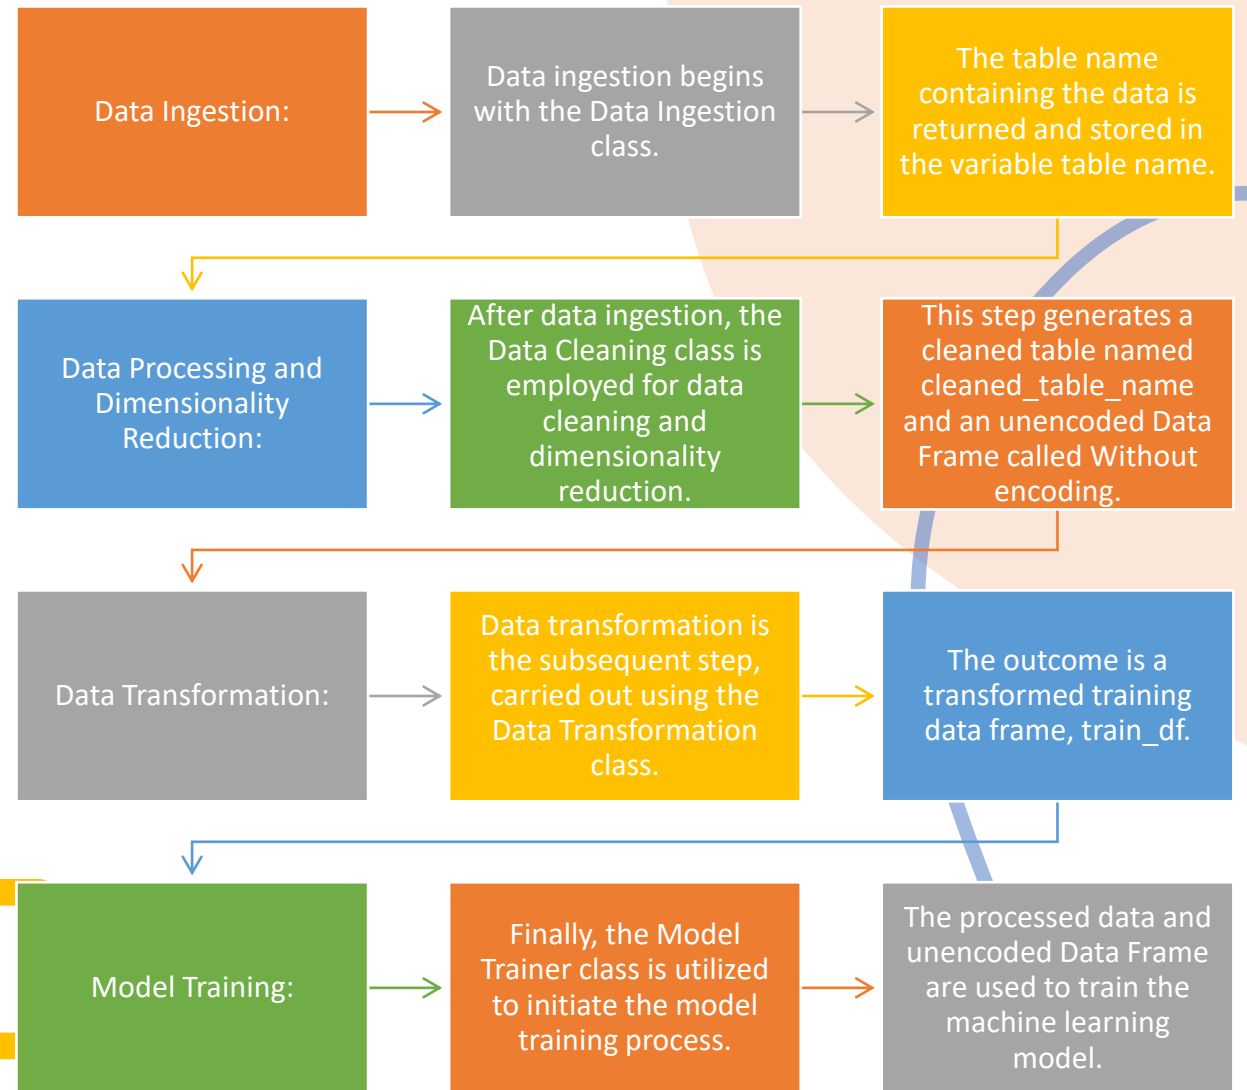 Data Ingestion:
Data ingestion begins
with the Data Ingestion
class.
The table name
containing the data is
returned and stored in
the variable table name.
Data Processing and
Dimensionality
Reduction:
After data ingestion, the
Data Cleaning class is
employed for data
cleaning and
dimensionality
reduction.
This step generates a
cleaned table named
cleaned_table_name
and an unencoded Data
Frame called Without
encoding.
Data Transformation:
Data transformation is
the subsequent step,
carried out using the
Data Transformation
class.
The outcome is a
transformed training
data frame, train_df.
Model Training:
Finally, the Model
Trainer class is utilized
to initiate the model
training process.
The processed data and
unencoded Data Frame
are used to train the
machine learning
model.